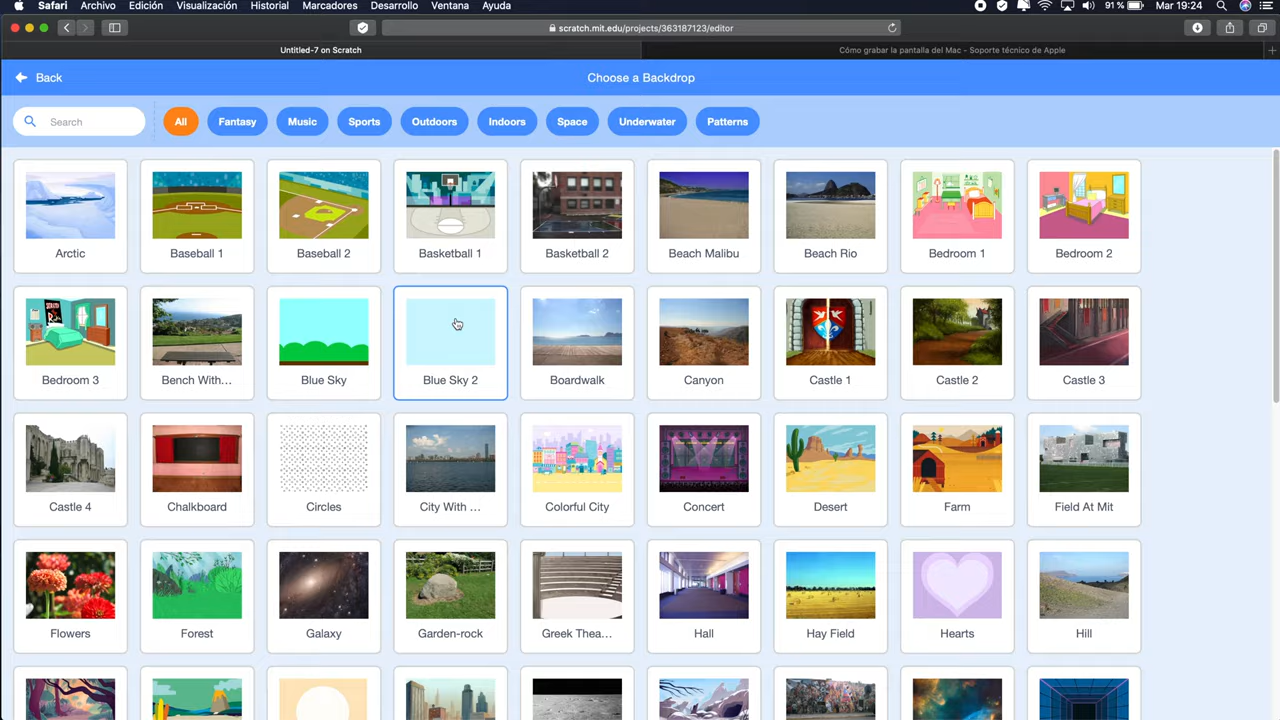 Safari Archivo Edición Visualización Historial Marcadores Desarrollo Ventana Ayuda 91 % Mar 19:24
scratch.mit.edu/projects/363187123/editor
Untitled-7 on Scratch Cómo grabar la pantalla del Mac - Soporte técnico de Apple
Back Choose a Backdrop
Search All Fantasy Music Sports Outdoors Indoors Space Underwater Patterns
Arctic Baseball 1 Baseball 2 Basketball 1 Basketball 2 Beach Malibu Beach Rio Bedroom 1 Bedroom 2
Bedroom 3 Bench With... Blue Sky Blue Sky 2 Boardwalk Canyon Castle 1 Castle 2 Castle 3
Castle 4 Chalkboard Circles City With ... Colorful City Concert Desert Farm Field At Mit
Flowers Forest Galaxy Garden-rock Greek Thea... Hall Hay Field Hearts Hill